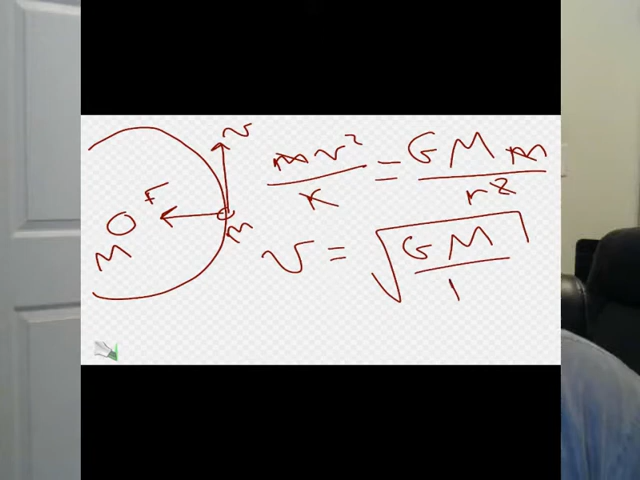 v
F
M
m
mv²/r = GMm/r²
v = √(GM/r)